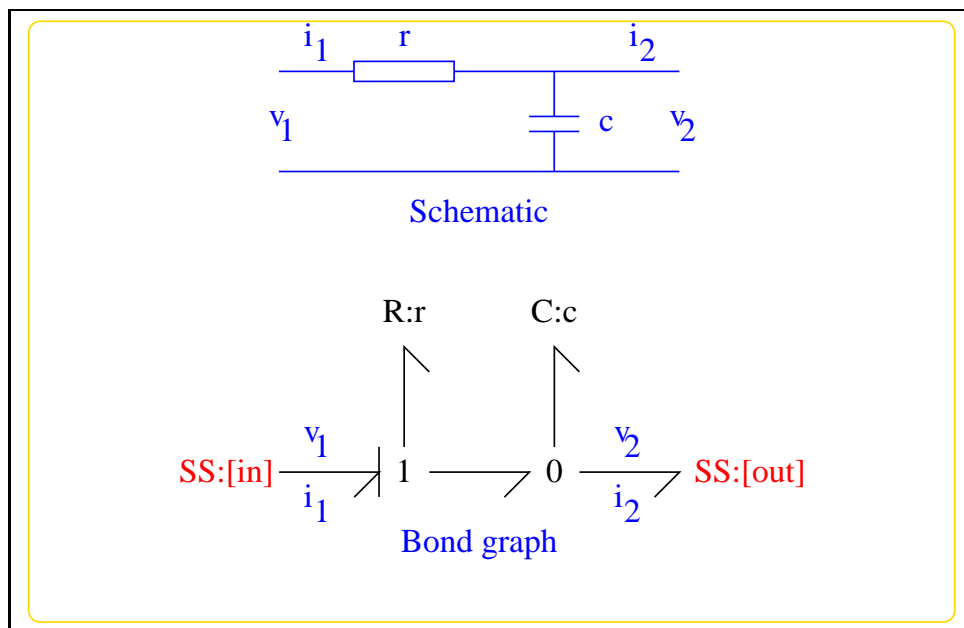 i1 r i2
v1 c v2
Schematic
R:r C:c
v1 v2
SS:[in] 1 0 SS:[out]
i1 i2
Bond graph